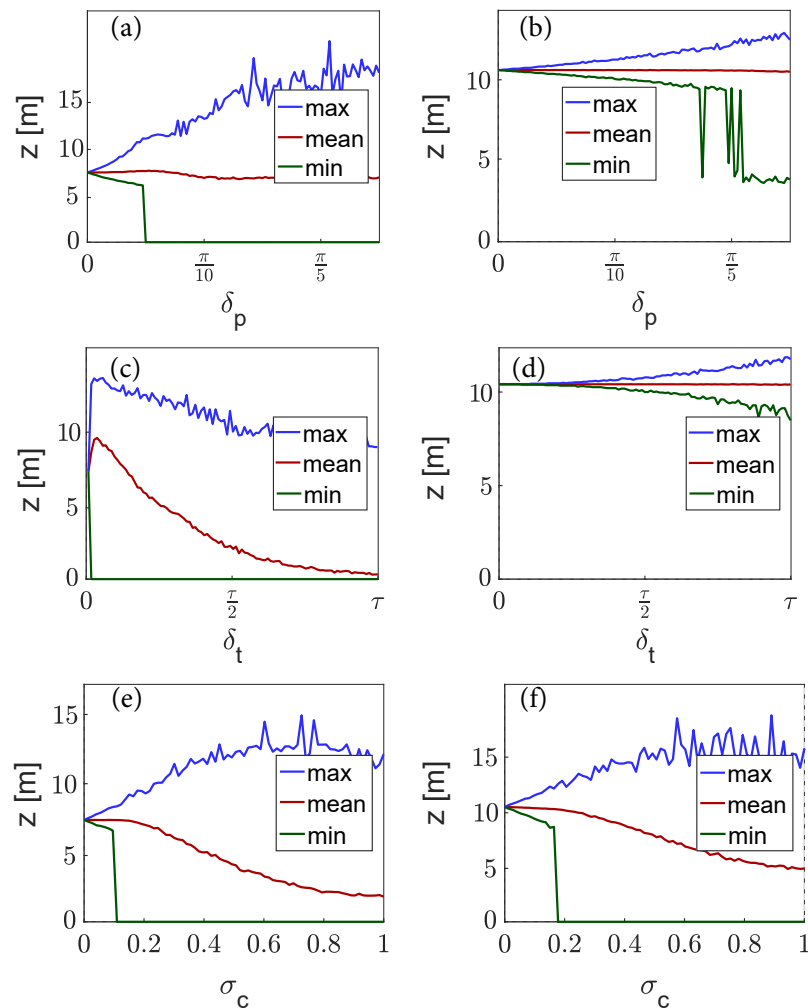 (a)
z [m]
15
10
7
5
0
max
mean
min
0
π/10
π/5
δp
(b)
z [m]
10
5
0
max
mean
min
0
π/10
π/5
δp
(c)
z [m]
10
5
0
max
mean
min
0
τ/2
τ
δt
(d)
z [m]
10
5
0
max
mean
min
0
τ/2
τ
δt
(e)
z [m]
15
10
7
5
0
max
mean
min
0 0.2 0.4 0.6 0.8 1
σc
(f)
z [m]
15
10
5
0
max
mean
min
0 0.2 0.4 0.6 0.8 1
σc